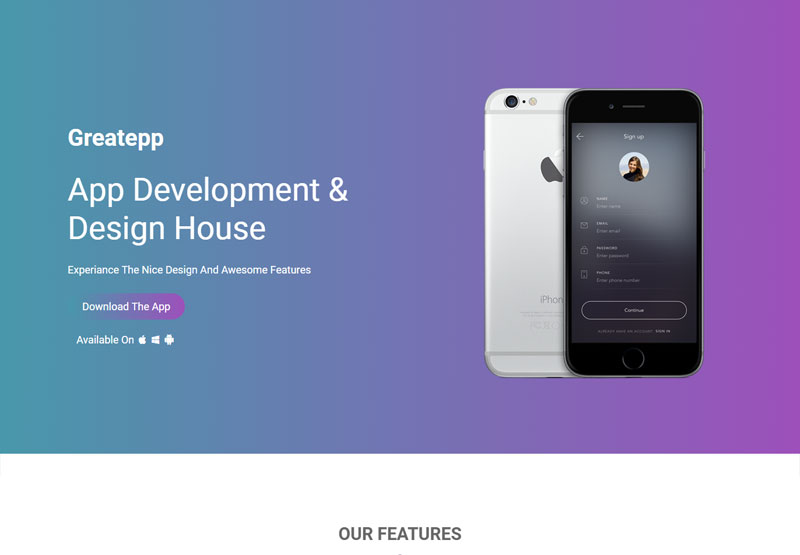 Greatepp
App Development &
Design House
Experiance The Nice Design And Awesome Features
Download The App
Available On
Sign up
NAME
Enter name
EMAIL
Enter email
PASSWORD
Enter password
PHONE
Enter phone number
Continue
ALREADY HAVE AN ACCOUNT SIGN IN
iPhon
OUR FEATURES